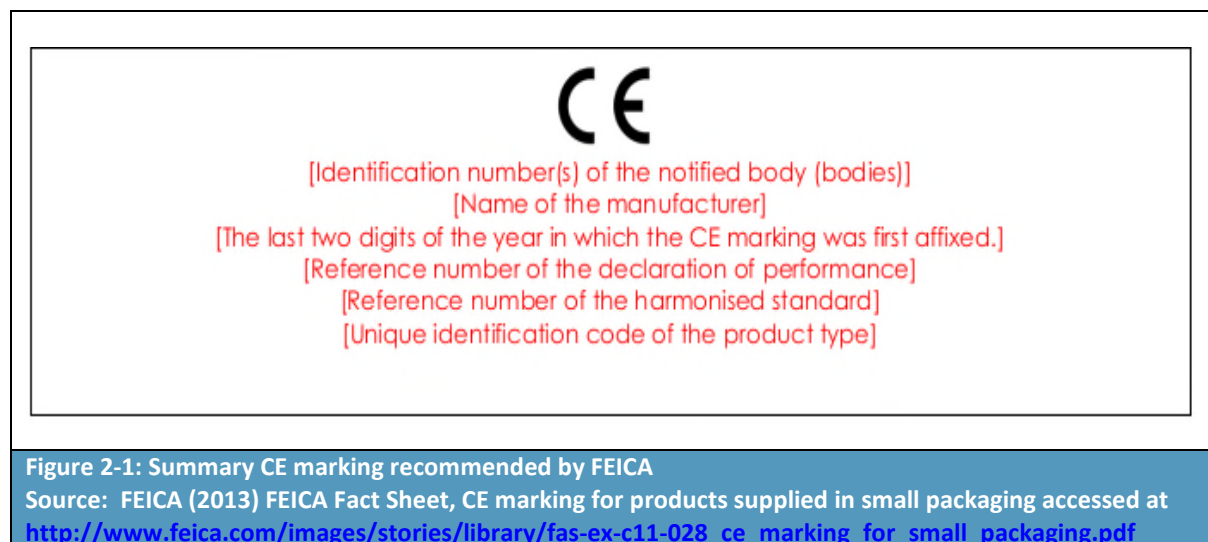 CE
[Identification number(s) of the notified body (bodies)]
[Name of the manufacturer]
[The last two digits of the year in which the CE marking was first affixed.]
[Reference number of the declaration of performance]
[Reference number of the harmonised standard]
[Unique identification code of the product type]
Figure 2-1: Summary CE marking recommended by FEICA
Source:  FEICA (2013) FEICA Fact Sheet, CE marking for products supplied in small packaging accessed at
http://www.feica.com/images/stories/library/fas-ex-c11-028_ce_marking_for_small_packaging.pdf